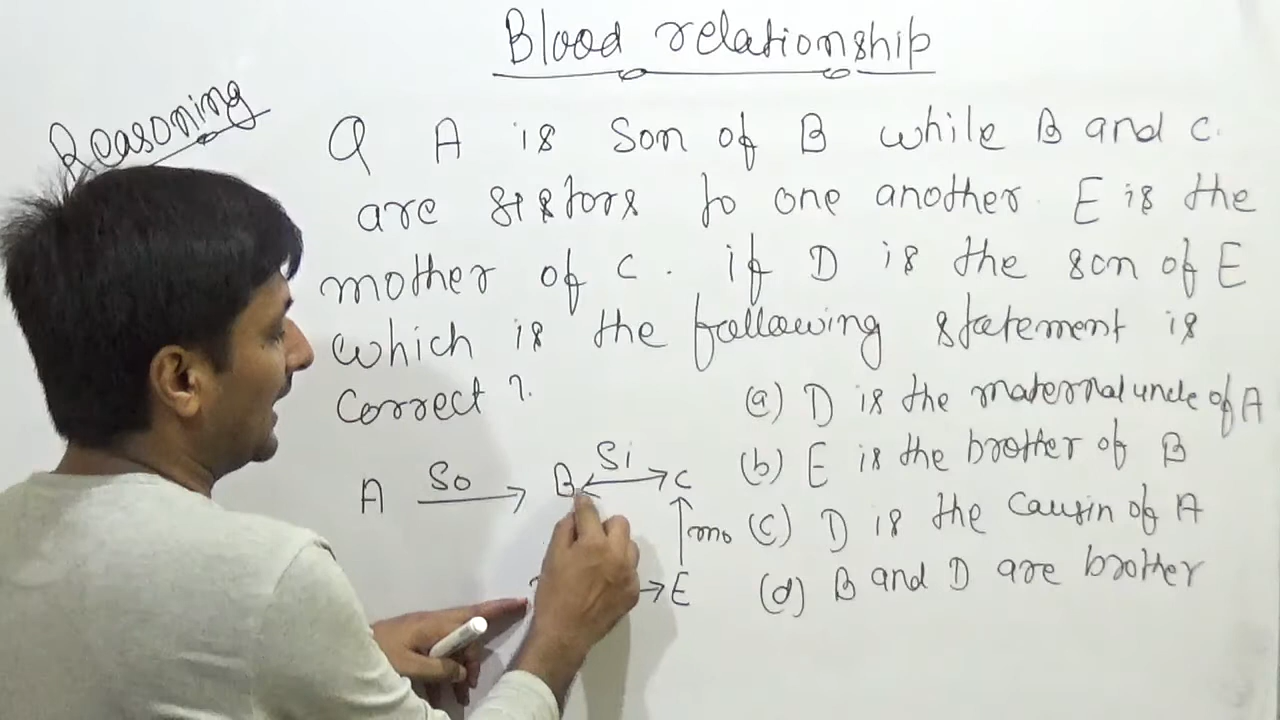 Blood relationship
Reasoning
Q A is Son of B while B and C.
are sistors to one another. E is the
mother of C. if D is the son of E
which is the following statement is
correct ?
(a) D is the maternal uncle of A
(b) E is the brother of B
(c) D is the causin of A
(d) B and D are brother
A So B Si C
mo
E